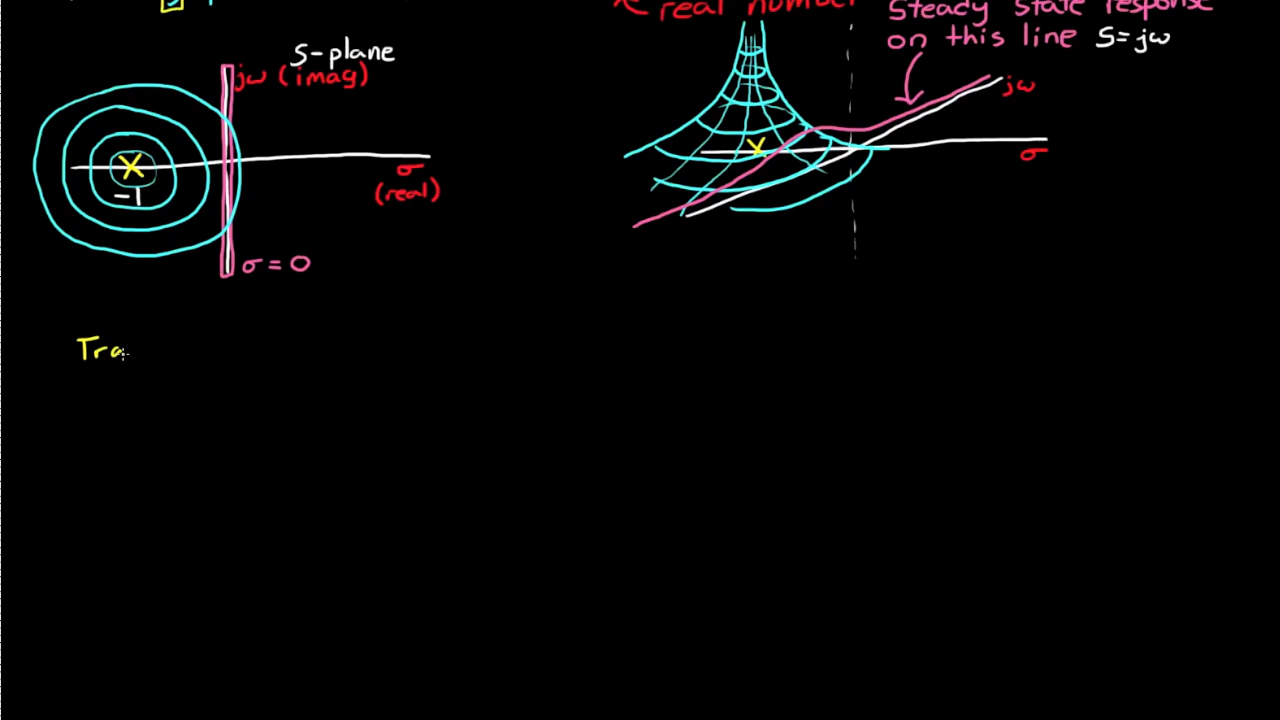 real number
Steady state response
on this line S=jω
S-plane
jω (imag)
σ
(real)
-1
σ = 0
jω
σ
Tra